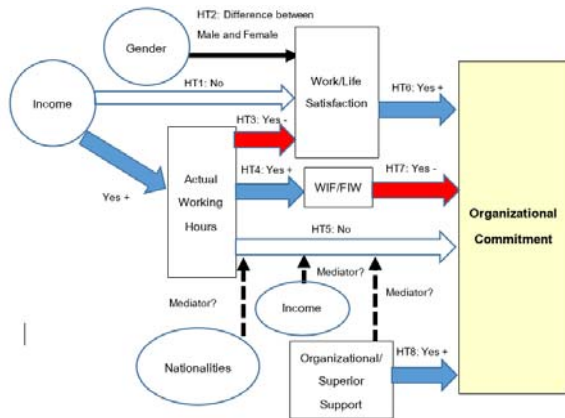 HT2: Difference between
Male and Female
Gender
HT1: No
Income
Work/Life
Satisfaction
HT6: Yes +
HT3: Yes -
Yes +
Actual
Working
Hours
HT4: Yes +
WIF/FIW
HT7: Yes -
Organizational
Commitment
HT5: No
Mediator?
Mediator?
Mediator?
Income
Nationalities
Organizational/
Superior
Support
HT8: Yes +